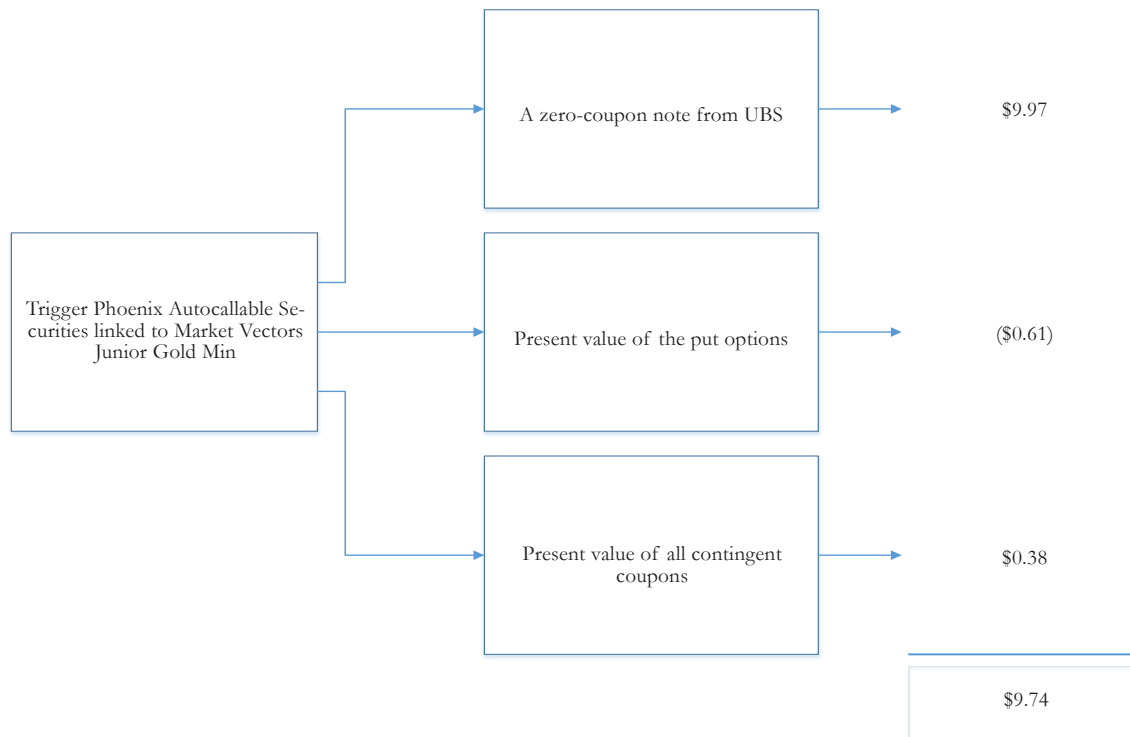 A zero-coupon note from UBS
$9.97
Trigger Phoenix Autocallable Se-
curities linked to Market Vectors
Junior Gold Min
Present value of the put options
($0.61)
Present value of all contingent
coupons
$0.38
$9.74